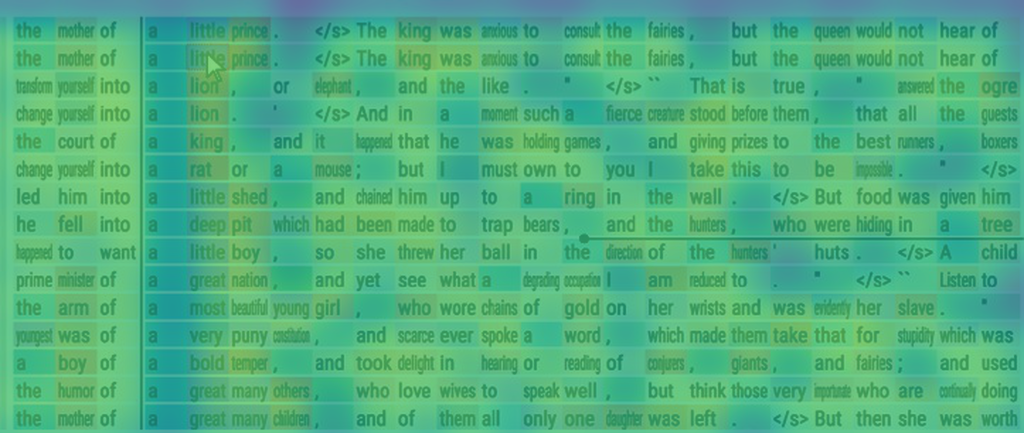 the mother of a little prince . </s> The king was anxious to consult the fairies , but the queen would not hear of
the mother of a little prince . </s> The king was anxious to consult the fairies , but the queen would not hear of
transform yourself into a lion , or elephant , and the like . " </s> `` That is true , " answered the ogre
change yourself into a lion . ' </s> And in a moment such a fierce creature stood before them , that all the guests
the court of a king , and it happened that he was holding games , and giving prizes to the best runners , boxers
change yourself into a rat or a mouse ; but I must own to you I take this to be impossible . " </s>
led him into a little shed , and chained him up to a ring in the wall . </s> But food was given him
he fell into a deep pit which had been made to trap bears , and the hunters , who were hiding in a tree
happened to want a little boy , so she threw her ball in the direction of the hunters ' huts . </s> A child
prime minister of a great nation , and yet see what a degrading occupation I am reduced to . " </s> `` Listen to
the arm of a most beautiful young girl , who wore chains of gold on her wrists and was evidently her slave . "
youngest was of a very puny constitution , and scarce ever spoke a word , which made them take that for stupidity which was
a boy of a bold temper , and took delight in hearing or reading of conjurers , giants , and fairies ; and used
the humor of a great many others , who love wives to speak well , but think those very importunate who are continually doing
the mother of a great many children , and of them all only one daughter was left . </s> But then she was worth